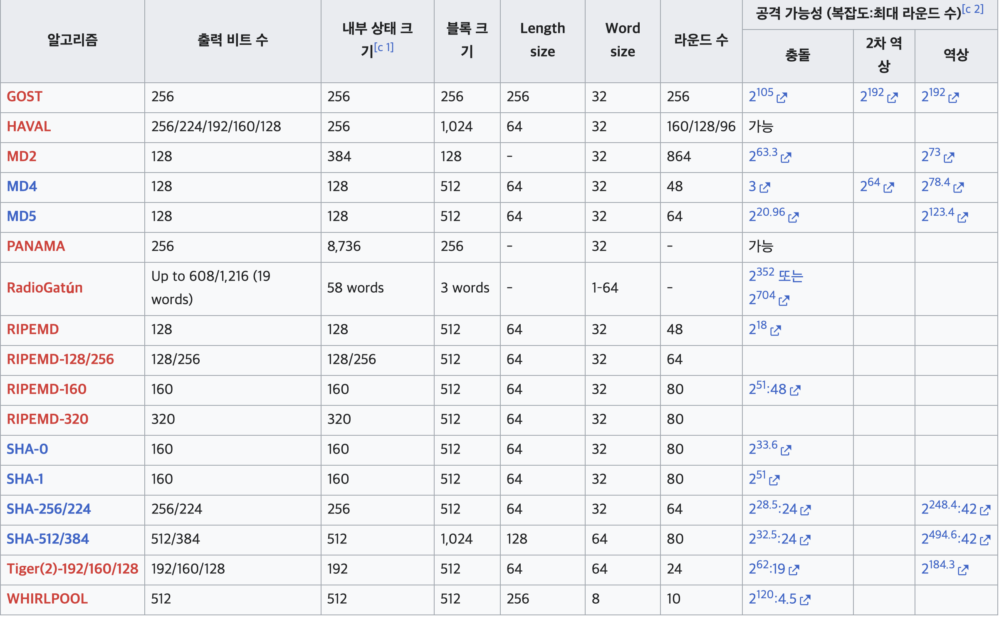 알고리즘 출력 비트 수 내부 상태 크기[c 1] 블록 크기 Length size Word size 라운드 수 공격 가능성 (복잡도:최대 라운드 수)[c 2]
충돌 2차 역상 역상
GOST 256 256 256 256 32 256 2^105 2^192 2^192
HAVAL 256/224/192/160/128 256 1,024 64 32 160/128/96 가능
MD2 128 384 128 - 32 864 2^63.3 2^73
MD4 128 128 512 64 32 48 3 2^64 2^78.4
MD5 128 128 512 64 32 64 2^20.96 2^123.4
PANAMA 256 8,736 256 - 32 - 가능
RadioGatún Up to 608/1,216 (19 words) 58 words 3 words - 1-64 - 2^352 또는 2^704
RIPEMD 128 128 512 64 32 48 2^18
RIPEMD-128/256 128/256 128/256 512 64 32 64
RIPEMD-160 160 160 512 64 32 80 2^51:48
RIPEMD-320 320 320 512 64 32 80
SHA-0 160 160 512 64 32 80 2^33.6
SHA-1 160 160 512 64 32 80 2^51
SHA-256/224 256/224 256 512 64 32 64 2^28.5:24 2^248.4:42
SHA-512/384 512/384 512 1,024 128 64 80 2^32.5:24 2^494.6:42
Tiger(2)-192/160/128 192/160/128 192 512 64 64 24 2^62:19 2^184.3
WHIRLPOOL 512 512 512 256 8 10 2^120:4.5